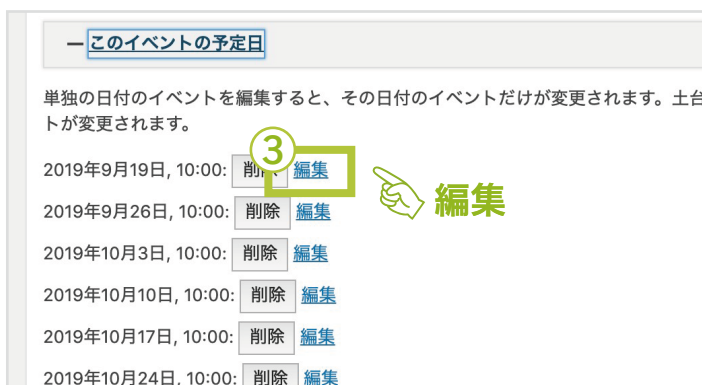 ー このイベントの予定日
単独の日付のイベントを編集すると、その日付のイベントだけが変更されます。土台
トが変更されます。
③
2019年9月19日, 10:00: 削除 編集
編集
2019年9月26日, 10:00: 削除 編集
2019年10月3日, 10:00: 削除 編集
2019年10月10日, 10:00: 削除 編集
2019年10月17日, 10:00: 削除 編集
2019年10月24日, 10:00: 削除 編集